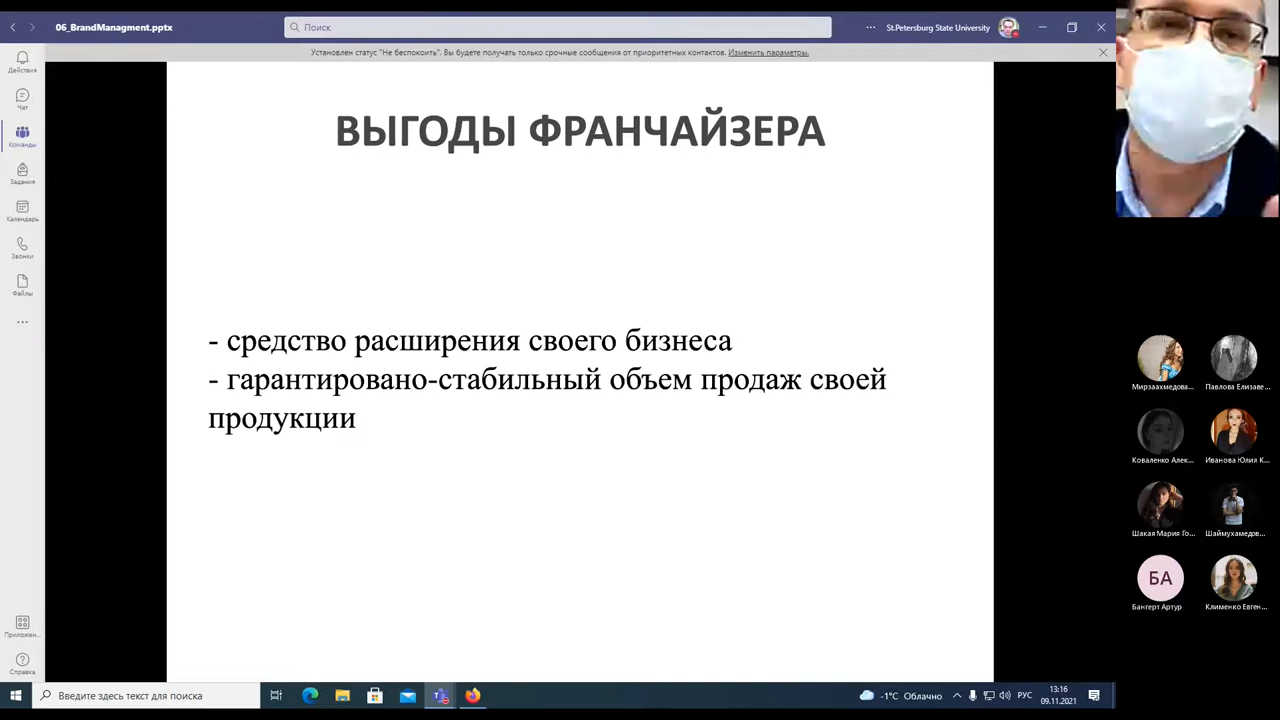 06_BrandManagment.pptx
Поиск
St.Petersburg State University
Установлен статус "Не беспокоить". Вы будете получать только срочные сообщения от приоритетных контактов. Изменить параметры.
Действия
Чат
Команды
Задания
Календарь
Звонки
Файлы
Приложен...
Справка
ВЫГОДЫ ФРАНЧАЙЗЕРА
- средство расширения своего бизнеса
- гарантировано-стабильный объем продаж своей
продукции
Мирзаахмедова...
Павлова Елизаве...
Коваленко Алек...
Иванова Юлия К...
Шакая Мария Го...
Шаймухамедов...
БА
Бангерт Артур
Клименко Евген...
Введите здесь текст для поиска
-1°C Облачно
РУС
13:16
09.11.2021